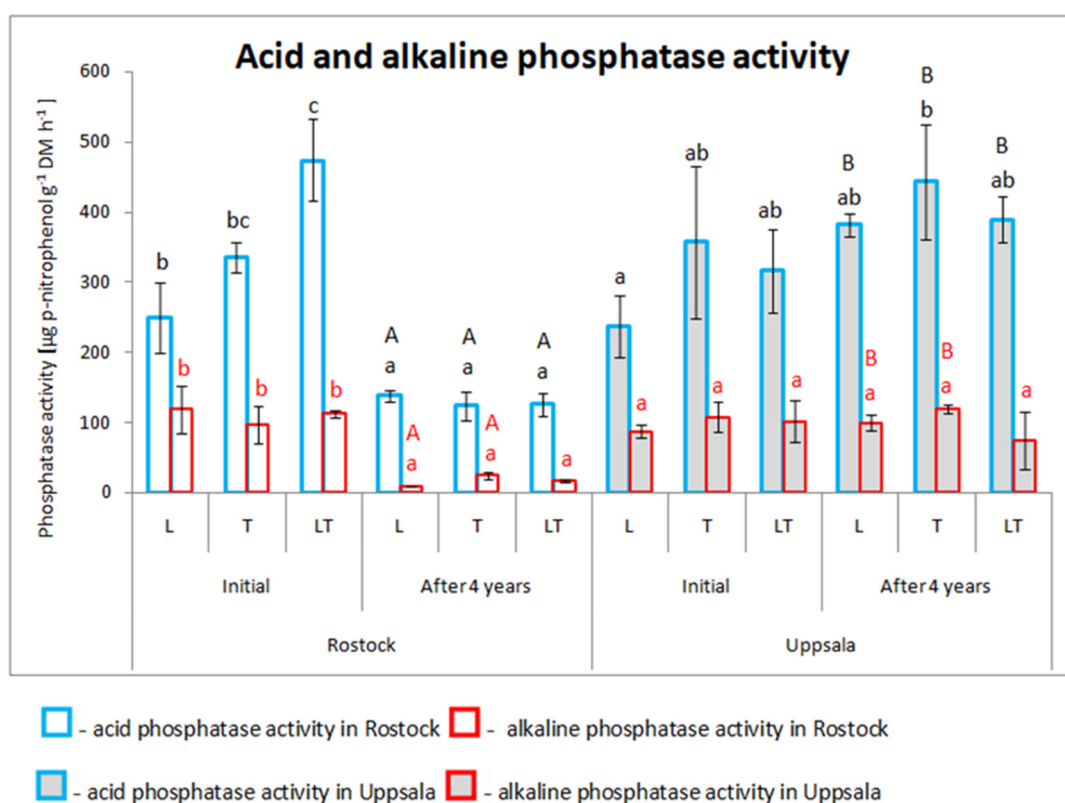 Acid and alkaline phosphatase activity
Phosphatase activity [µg p-nitrophenol g⁻¹ DM h⁻¹]
600
500
400
300
200
100
0
b
b
bc
b
c
b
A
a
A
a
A
a
A
a
A
a
a
a
a
ab
a
ab
a
B
ab
B
a
B
b
B
a
B
ab
a
L T LT L T LT L T LT L T LT
Initial After 4 years Initial After 4 years
Rostock Uppsala
- acid phosphatase activity in Rostock - alkaline phosphatase activity in Rostock
- acid phosphatase activity in Uppsala - alkaline phosphatase activity in Uppsala